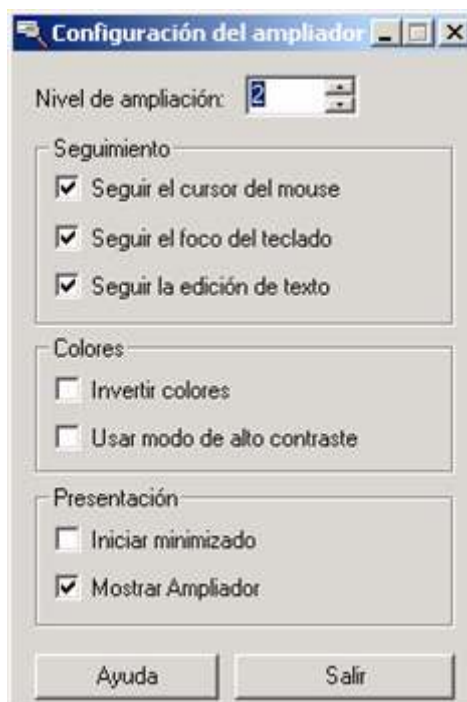 Configuración del ampliador
Nivel de ampliación: 2
Seguimiento
Seguir el cursor del mouse
Seguir el foco del teclado
Seguir la edición de texto
Colores
Invertir colores
Usar modo de alto contraste
Presentación
Iniciar minimizado
Mostrar Ampliador
Ayuda Salir